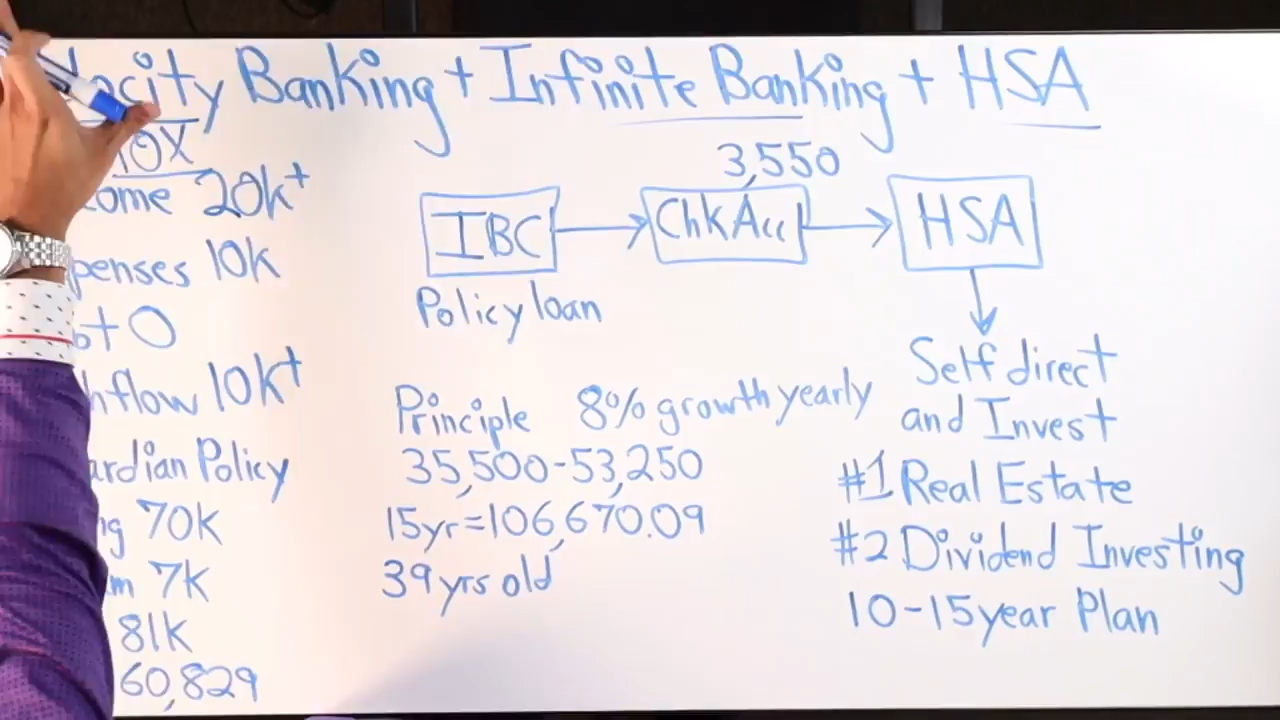 Banking + Infinite Banking + HSA
10X
20k+
10k
0
10k+
Policy
70k
7k
81k
60,829
3,550
IBC
ChkAcc
HSA
Policy loan
Principle 8% growth yearly
35,500-53,250
15yr=106,670.09
39yrs old
Self direct
and Invest
#1 Real Estate
#2 Dividend Investing
10-15year Plan